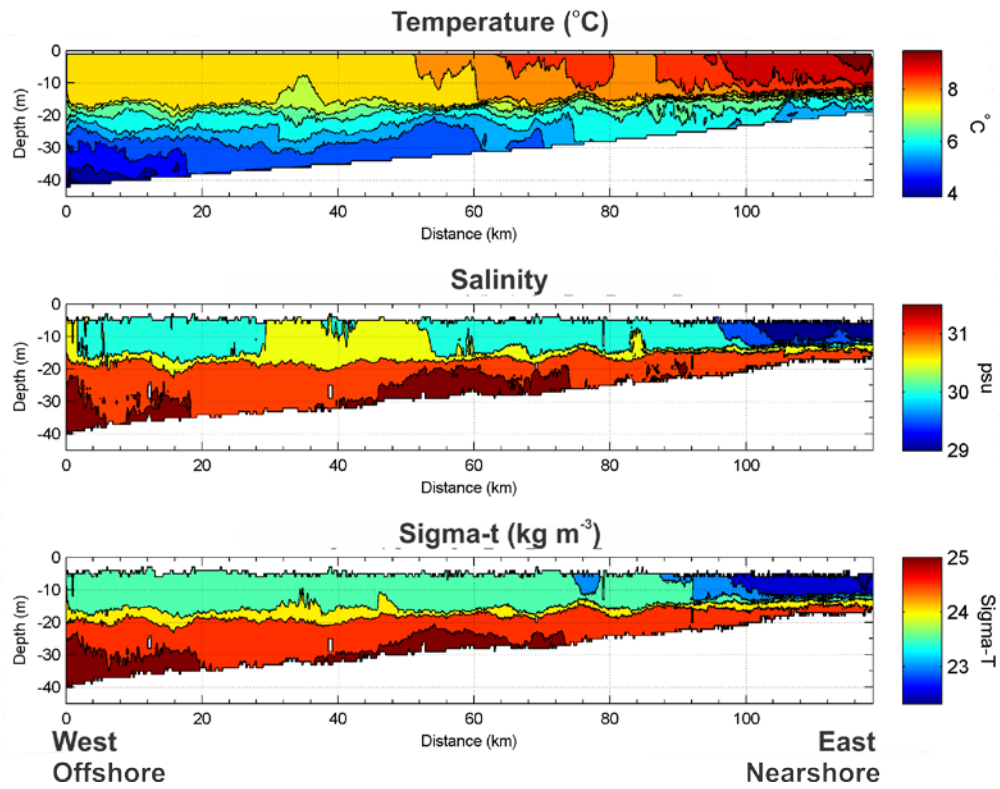 Temperature (°C)
0
-10
-20
-30
-40
Depth (m)
0 20 40 60 80 100
Distance (km)
8
6
4
°C
Salinity
0
-10
-20
-30
-40
Depth (m)
0 20 40 60 80 100
Distance (km)
31
30
29
psu
Sigma-t (kg m⁻³)
0
-10
-20
-30
-40
Depth (m)
0 20 40 60 80 100
Distance (km)
25
24
23
Sigma-T
West
Offshore
East
Nearshore